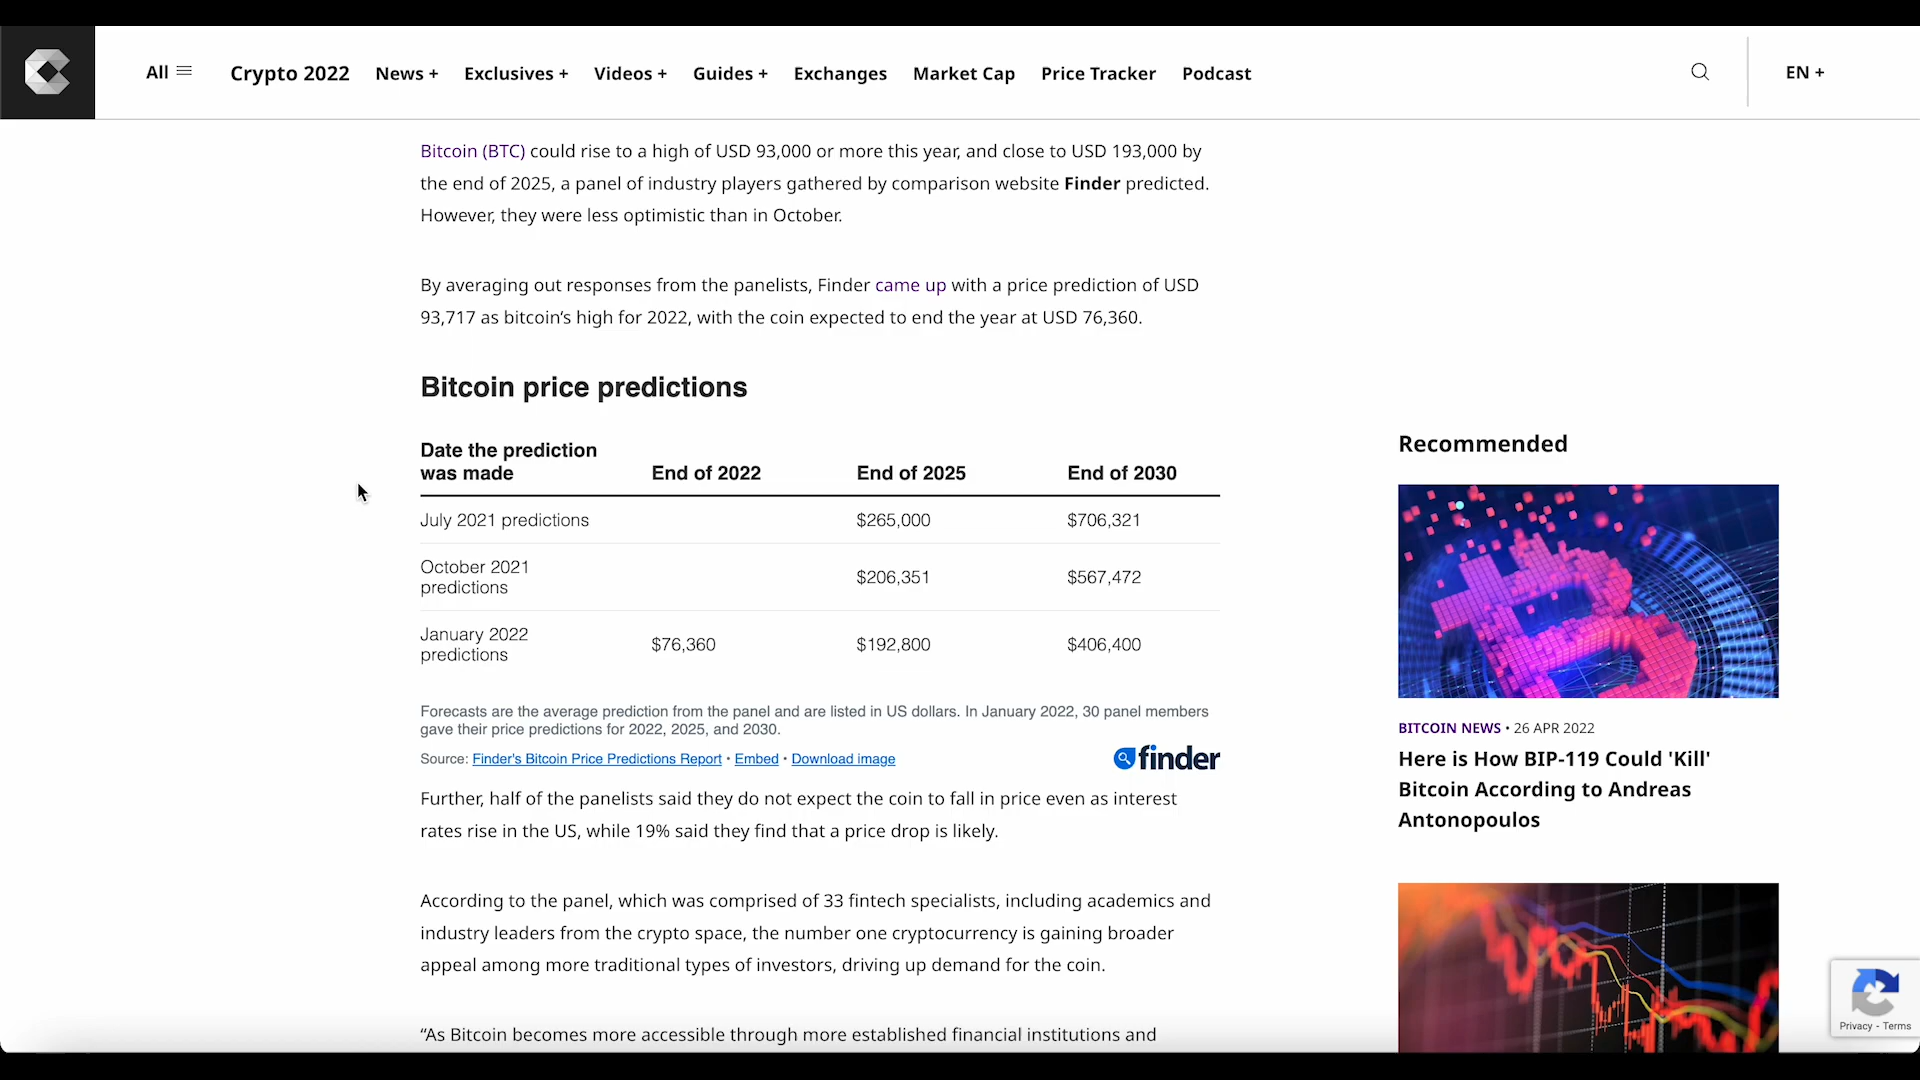 All
Crypto 2022
News +
Exclusives +
Videos +
Guides +
Exchanges
Market Cap
Price Tracker
Podcast
EN +
Bitcoin (BTC) could rise to a high of USD 93,000 or more this year, and close to USD 193,000 by
the end of 2025, a panel of industry players gathered by comparison website Finder predicted.
However, they were less optimistic than in October.
By averaging out responses from the panelists, Finder came up with a price prediction of USD
93,717 as bitcoin's high for 2022, with the coin expected to end the year at USD 76,360.
Bitcoin price predictions
Date the prediction
was made
End of 2022
End of 2025
End of 2030
July 2021 predictions
$265,000
$706,321
October 2021
predictions
$206,351
$567,472
January 2022
predictions
$76,360
$192,800
$406,400
Forecasts are the average prediction from the panel and are listed in US dollars. In January 2022, 30 panel members
gave their price predictions for 2022, 2025, and 2030.
Source: Finder's Bitcoin Price Predictions Report • Embed • Download image
finder
Further, half of the panelists said they do not expect the coin to fall in price even as interest
rates rise in the US, while 19% said they find that a price drop is likely.
According to the panel, which was comprised of 33 fintech specialists, including academics and
industry leaders from the crypto space, the number one cryptocurrency is gaining broader
appeal among more traditional types of investors, driving up demand for the coin.
“As Bitcoin becomes more accessible through more established financial institutions and
Recommended
BITCOIN NEWS • 26 APR 2022
Here is How BIP-119 Could 'Kill'
Bitcoin According to Andreas
Antonopoulos
Privacy - Terms